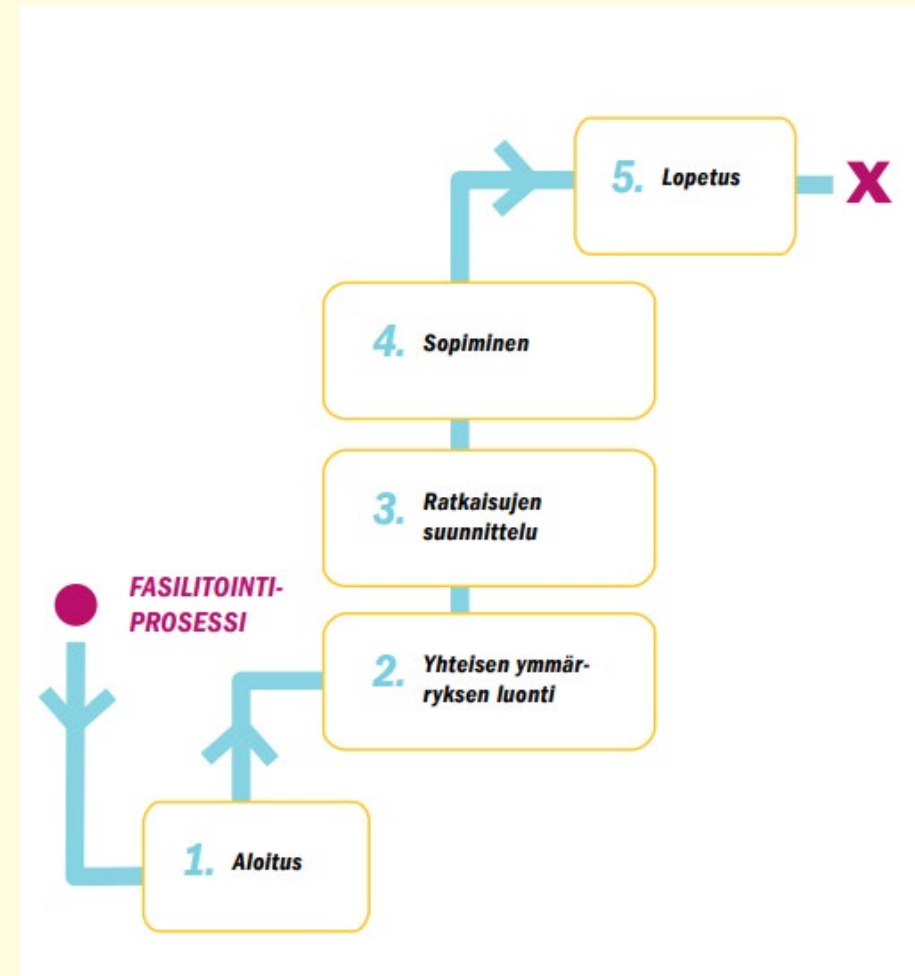 5. Lopetus
X
4. Sopiminen
3. Ratkaisujen
suunnittelu
FASILITOINTI-
PROSESSI
2. Yhteisen ymmär-
ryksen luonti
1. Aloitus